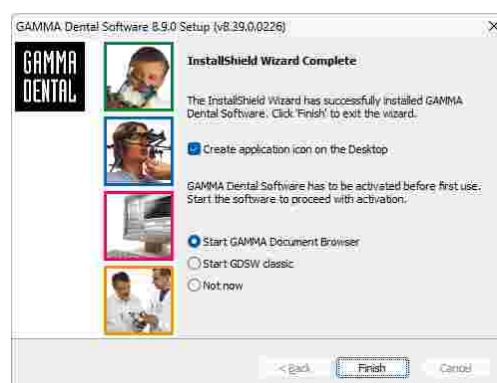 GAMMA Dental Software 8.9.0 Setup (v8.39.0.0226)
GAMMA
DENTAL
InstallShield Wizard Complete
The InstallShield Wizard has successfully installed GAMMA
Dental Software. Click 'Finish' to exit the wizard.
Create application icon on the Desktop
GAMMA Dental Software has to be activated before first use.
Start the software to proceed with activation.
Start GAMMA Document Browser
Start GDSW classic
Not now
< Back
Finish
Cancel